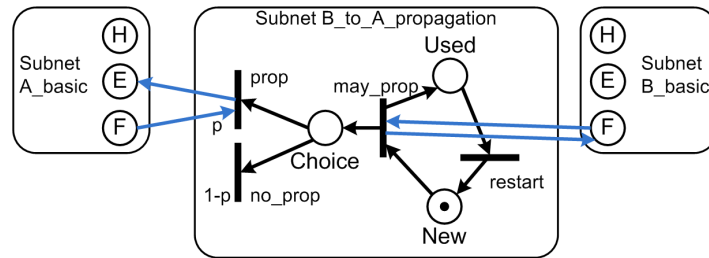 Subnet B_to_A_propagation
H
Subnet
A_basic
E
F
prop
p
1-p
no_prop
Choice
may_prop
Used
restart
New
H
E
Subnet
B_basic
F